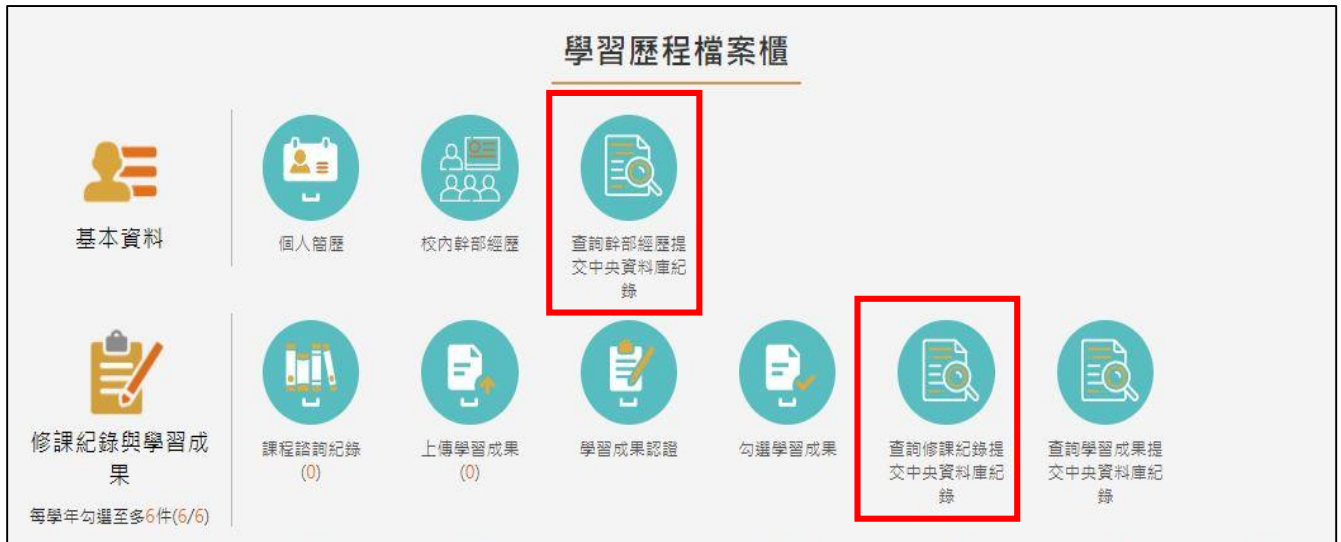 學習歷程檔案櫃
基本資料
個人簡歷
校內幹部經歷
查詢幹部經歷提
交中央資料庫紀
錄
修課紀錄與學習成
果
每學年勾選至多6件(6/6)
課程諮詢紀錄
(0)
上傳學習成果
(0)
學習成果認證
勾選學習成果
查詢修課紀錄提
交中央資料庫紀
錄
查詢學習成果提
交中央資料庫紀
錄